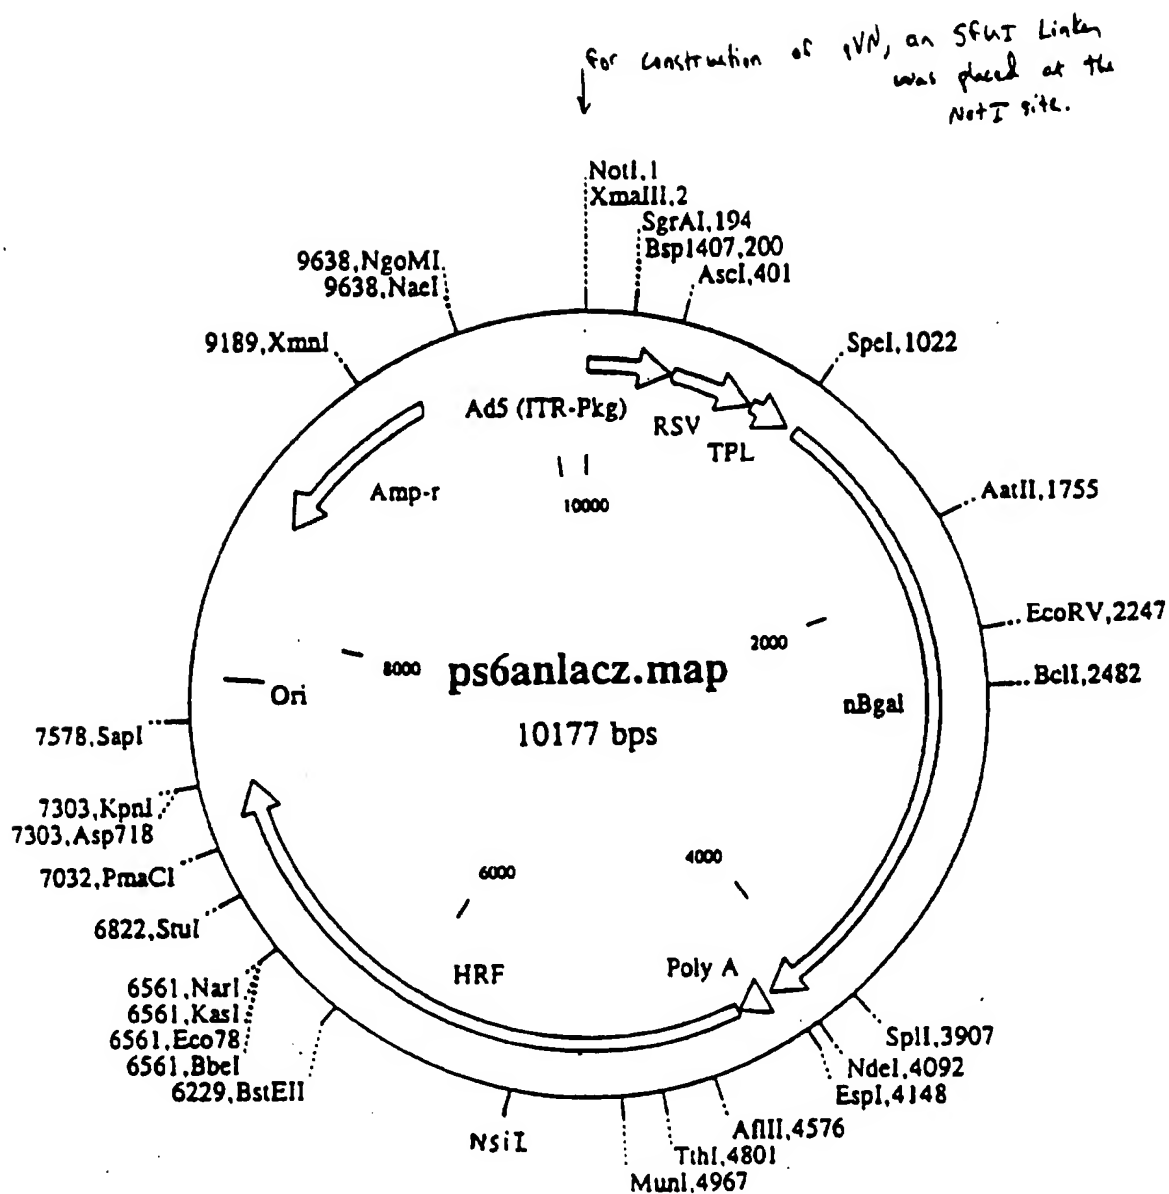 for construction of pVN, an SfuI Linker
was placed at the
NotI site.
NotI,1
XmaIII,2
SgrAI,194
Bsp1407,200
AscI,401
9638,NgoMI
9638,NaeI
9189,XmnI
SpeI,1022
Ad5 (ITR-Pkg)
RSV
TPL
Amp-r
10000
AatII,1755
EcoRV,2247
2000
8000
ps6anlacz.map
BclI,2482
Ori
nBgal
7578,SapI
10177 bps
7303,KpnI
7303,Asp718
7032,PmaCI
4000
6000
6822,StuI
HRF
Poly A
6561,NarI
6561,KasI
6561,Eco78
6561,BbeI
6229,BstEII
SplI,3907
NdeI,4092
EspI,4148
NsiI
AflII,4576
TthI,4801
MunI,4967